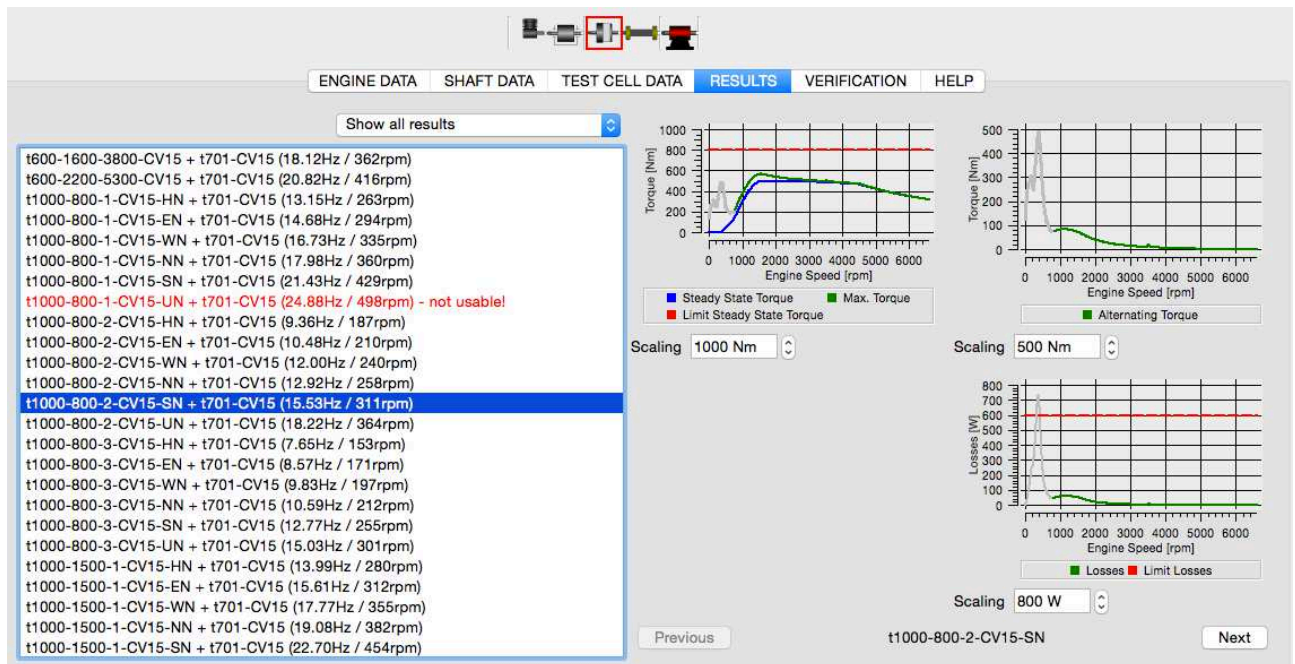 ENGINE DATA SHAFT DATA TEST CELL DATA RESULTS VERIFICATION HELP
Show all results
t600-1600-3800-CV15 + t701-CV15 (18.12Hz / 362rpm)
t600-2200-5300-CV15 + t701-CV15 (20.82Hz / 416rpm)
t1000-800-1-CV15-HN + t701-CV15 (13.15Hz / 263rpm)
t1000-800-1-CV15-EN + t701-CV15 (14.68Hz / 294rpm)
t1000-800-1-CV15-WN + t701-CV15 (16.73Hz / 335rpm)
t1000-800-1-CV15-NN + t701-CV15 (17.98Hz / 360rpm)
t1000-800-1-CV15-SN + t701-CV15 (21.43Hz / 429rpm)
t1000-800-1-CV15-UN + t701-CV15 (24.88Hz / 498rpm) - not usable!
t1000-800-2-CV15-HN + t701-CV15 (9.36Hz / 187rpm)
t1000-800-2-CV15-EN + t701-CV15 (10.48Hz / 210rpm)
t1000-800-2-CV15-WN + t701-CV15 (12.00Hz / 240rpm)
t1000-800-2-CV15-NN + t701-CV15 (12.92Hz / 258rpm)
t1000-800-2-CV15-SN + t701-CV15 (15.53Hz / 311rpm)
t1000-800-2-CV15-UN + t701-CV15 (18.22Hz / 364rpm)
t1000-800-3-CV15-HN + t701-CV15 (7.65Hz / 153rpm)
t1000-800-3-CV15-EN + t701-CV15 (8.57Hz / 171rpm)
t1000-800-3-CV15-WN + t701-CV15 (9.83Hz / 197rpm)
t1000-800-3-CV15-NN + t701-CV15 (10.59Hz / 212rpm)
t1000-800-3-CV15-SN + t701-CV15 (12.77Hz / 255rpm)
t1000-800-3-CV15-UN + t701-CV15 (15.03Hz / 301rpm)
t1000-1500-1-CV15-HN + t701-CV15 (13.99Hz / 280rpm)
t1000-1500-1-CV15-EN + t701-CV15 (15.61Hz / 312rpm)
t1000-1500-1-CV15-WN + t701-CV15 (17.77Hz / 355rpm)
t1000-1500-1-CV15-NN + t701-CV15 (19.08Hz / 382rpm)
t1000-1500-1-CV15-SN + t701-CV15 (22.70Hz / 454rpm)
Torque [Nm]
1000
800
600
400
200
0
0 1000 2000 3000 4000 5000 6000
Engine Speed [rpm]
Steady State Torque Max. Torque
Limit Steady State Torque
Scaling 1000 Nm
Torque [Nm]
500
400
300
200
100
0
0 1000 2000 3000 4000 5000 6000
Engine Speed [rpm]
Alternating Torque
Scaling 500 Nm
Losses [W]
800
700
600
500
400
300
200
100
0
0 1000 2000 3000 4000 5000 6000
Engine Speed [rpm]
Losses Limit Losses
Scaling 800 W
Previous t1000-800-2-CV15-SN Next